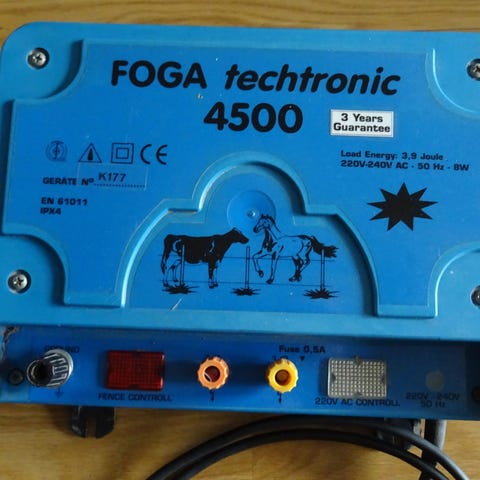 FOGA techtronic
4500
3 Years
Guarantee
Load Energy: 3,9 Joule
220V-240V AC - 50 Hz - 8W
CE
GERÄTE Nº K177
EN 61011
IPX4
GROUND
Fuse 0,5A
FENCE CONTROLL
220V AC CONTROLL
220V - 240V
50 Hz